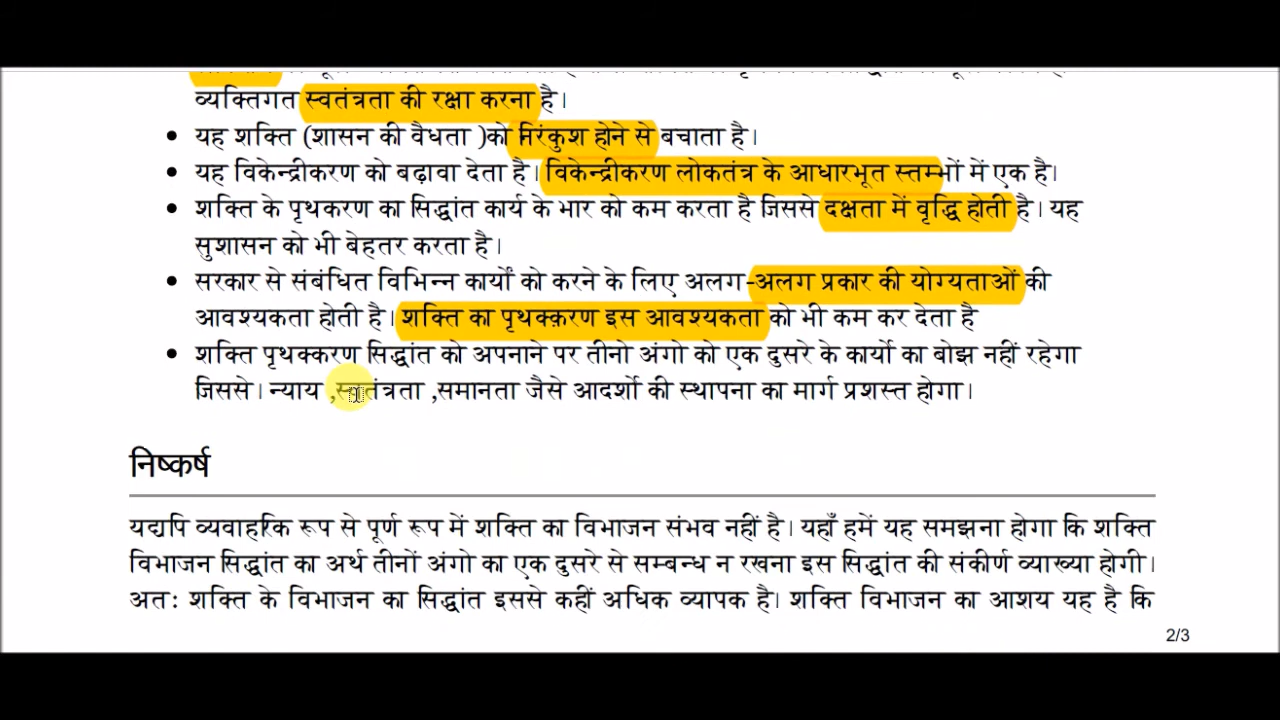 व्यक्तिगत स्वतंत्रता की रक्षा करना है।
• यह शक्ति (शासन की वैधता )को निरंकुश होने से बचाता है।
• यह विकेन्द्रीकरण को बढ़ावा देता है। विकेन्द्रीकरण लोकतंत्र के आधारभूत स्तम्भों में एक है।
• शक्ति के पृथकरण का सिद्धांत कार्य के भार को कम करता है जिससे दक्षता में वृद्धि होती है। यह
सुशासन को भी बेहतर करता है।
• सरकार से संबंधित विभिन्न कार्यों को करने के लिए अलग-अलग प्रकार की योग्यताओं की
आवश्यकता होती है। शक्ति का पृथक्क़रण इस आवश्यकता को भी कम कर देता है
• शक्ति पृथक्करण सिद्धांत को अपनाने पर तीनो अंगो को एक दुसरे के कार्यो का बोझ नहीं रहेगा
जिससे। न्याय ,स्वतंत्रता ,समानता जैसे आदर्शो की स्थापना का मार्ग प्रशस्त होगा।
निष्कर्ष
यद्यपि व्यवाहरिक रूप से पूर्ण रूप में शक्ति का विभाजन संभव नहीं है। यहाँ हमें यह समझना होगा कि शक्ति
विभाजन सिद्धांत का अर्थ तीनों अंगो का एक दुसरे से सम्बन्ध न रखना इस सिद्धांत की संकीर्ण व्याख्या होगी।
अतः शक्ति के विभाजन का सिद्धांत इससे कहीं अधिक व्यापक है। शक्ति विभाजन का आशय यह है कि
2/3